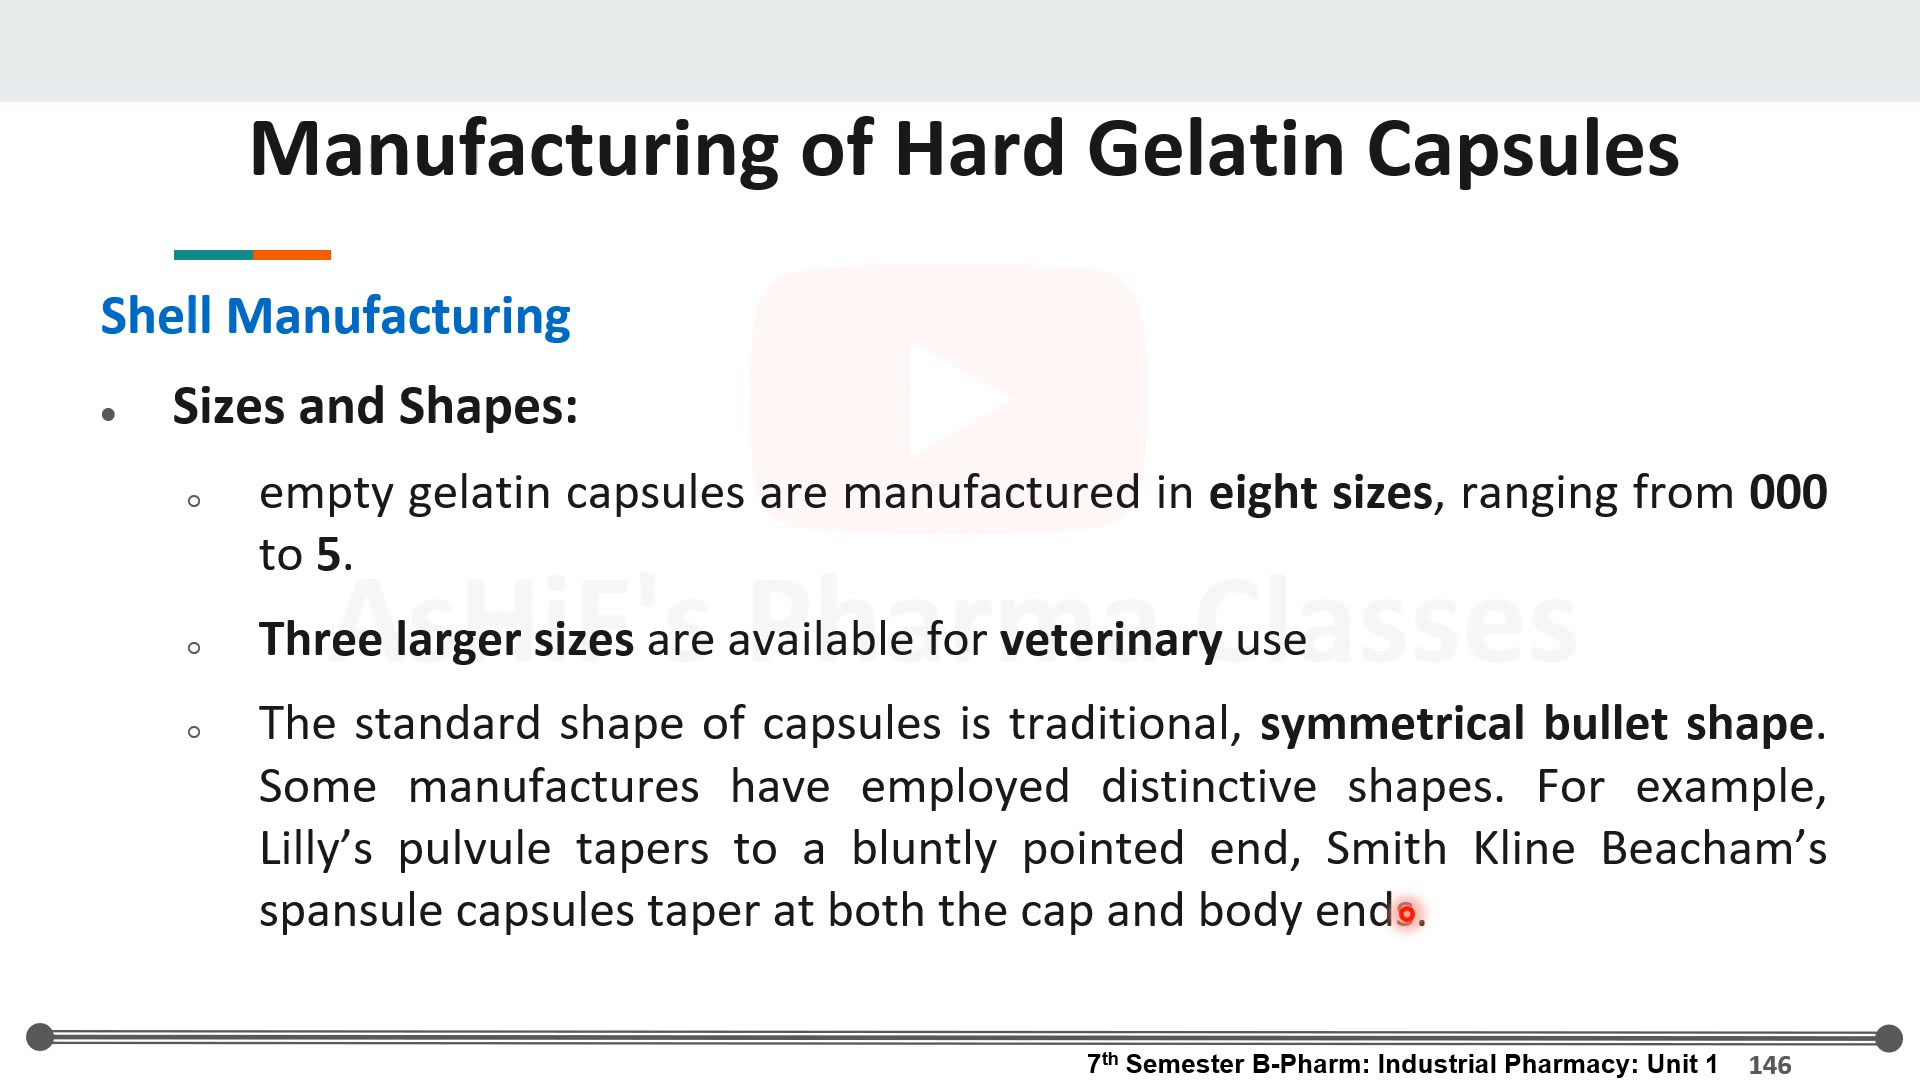 Manufacturing of Hard Gelatin Capsules
Shell Manufacturing
• Sizes and Shapes:
○ empty gelatin capsules are manufactured in eight sizes, ranging from 000
to 5.
AsHiF's Pharma Classes
○ Three larger sizes are available for veterinary use
○ The standard shape of capsules is traditional, symmetrical bullet shape.
Some manufactures have employed distinctive shapes. For example,
Lilly’s pulvule tapers to a bluntly pointed end, Smith Kline Beacham’s
spansule capsules taper at both the cap and body ends.
7th Semester B-Pharm: Industrial Pharmacy: Unit 1 146